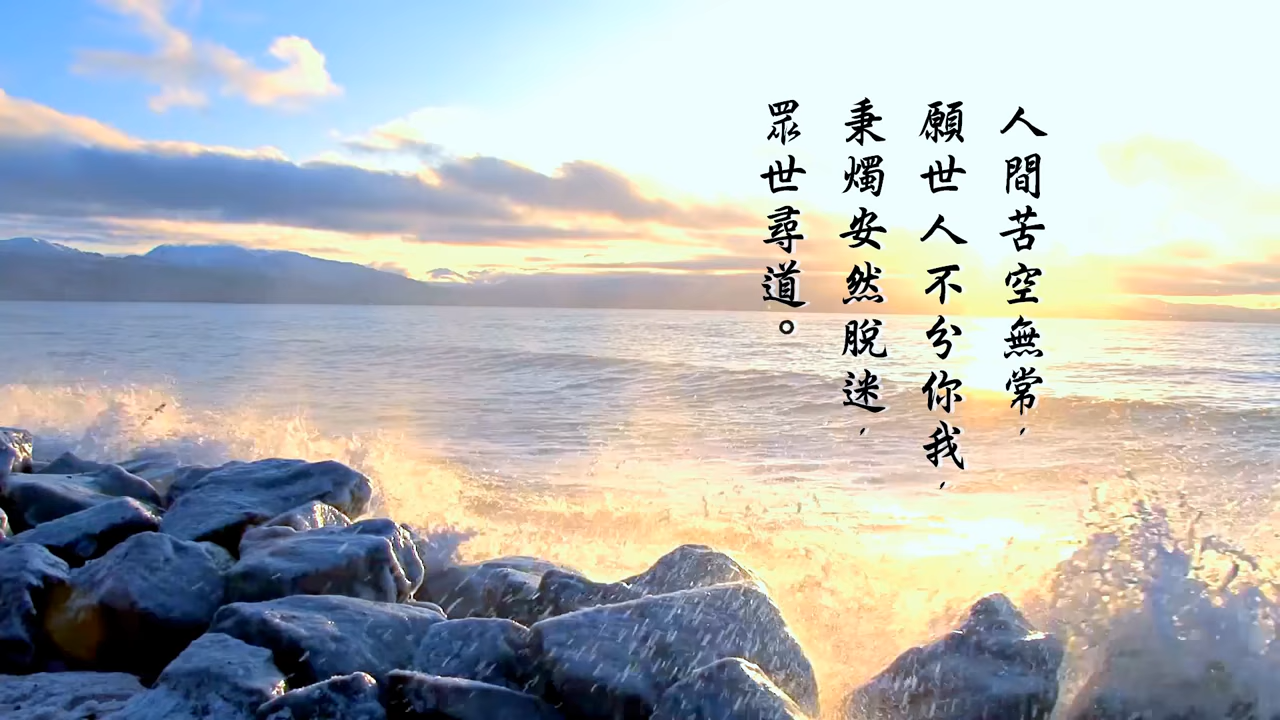 人間苦空無常，
願世人不分你我，
秉燭安然脫迷，
眾世尋道。